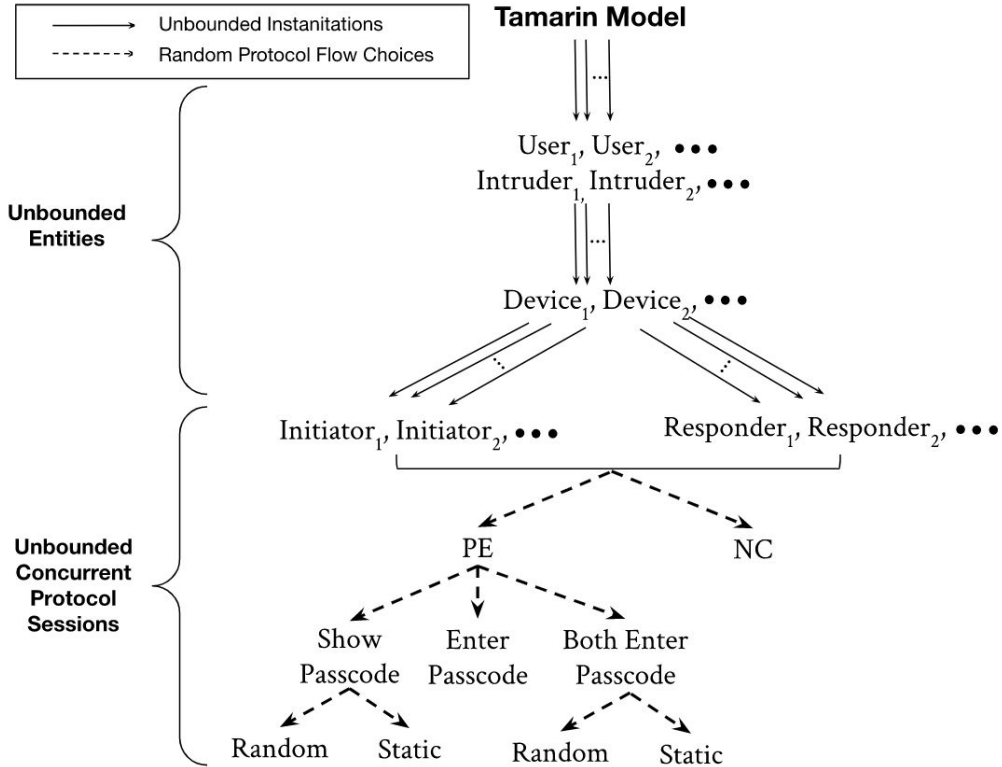 Unbounded Instanitations
Random Protocol Flow Choices
Tamarin Model
...
User1, User2, •••
Intruder1, Intruder2, •••
...
Unbounded
Entities
Device1, Device2, •••
...
...
Initiator1, Initiator2, •••
Responder1, Responder2, •••
PE
NC
Unbounded
Concurrent
Protocol
Sessions
Show
Passcode
Enter
Passcode
Both Enter
Passcode
Random
Static
Random
Static